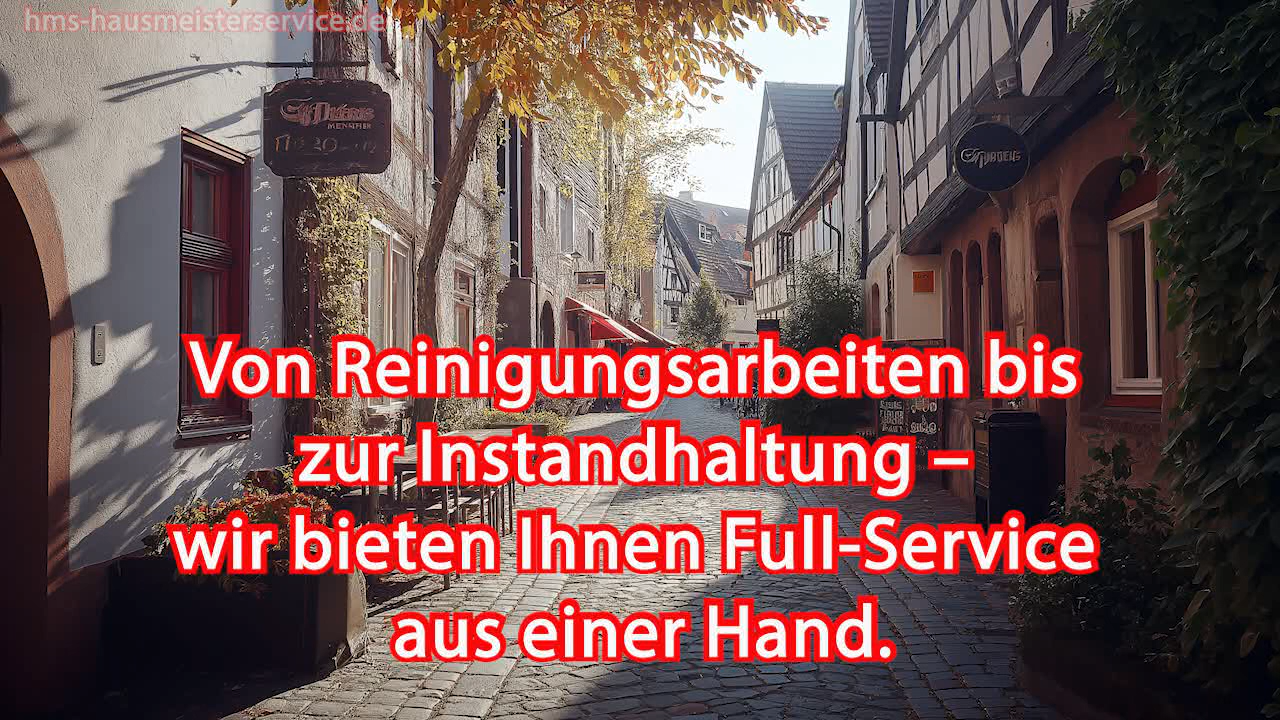 hms-hausmeisterservice.de
Von Reinigungsarbeiten bis
zur Instandhaltung –
wir bieten Ihnen Full-Service
aus einer Hand.